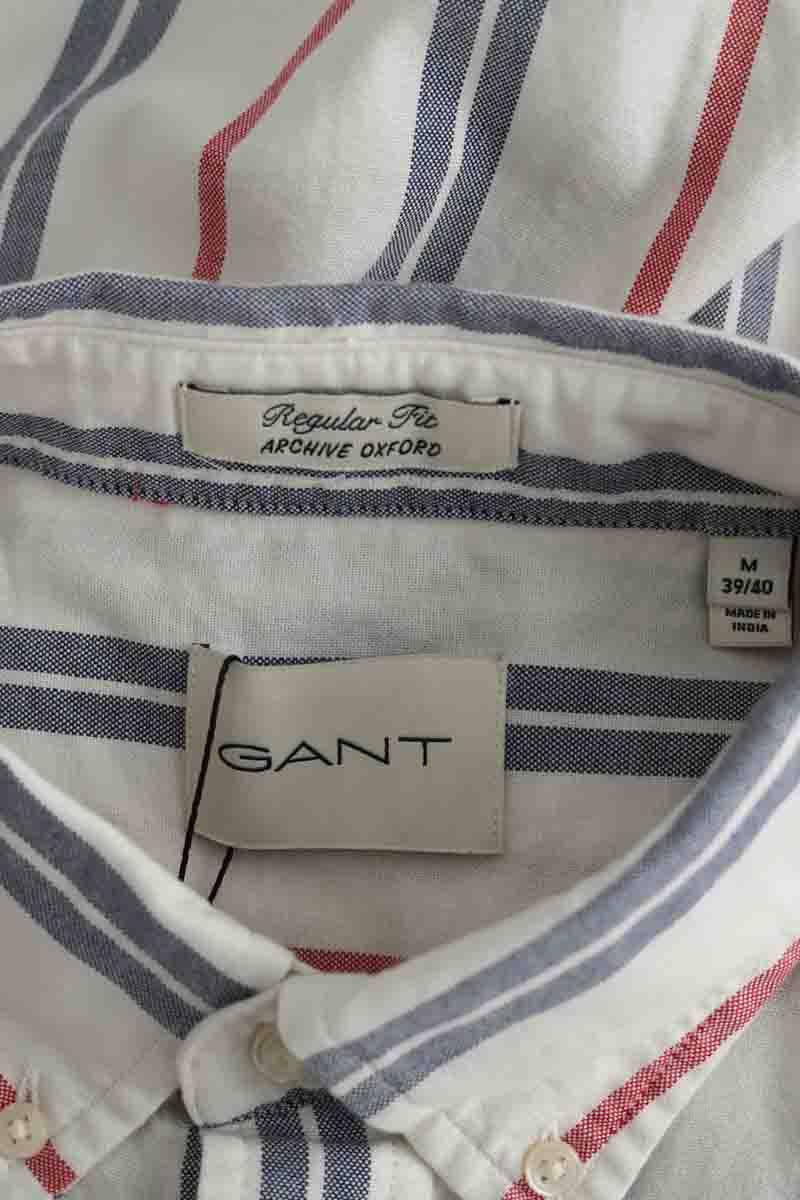 Regular Fit
ARCHIVE OXFORD
M
39/40
MADE IN
INDIA
GANT